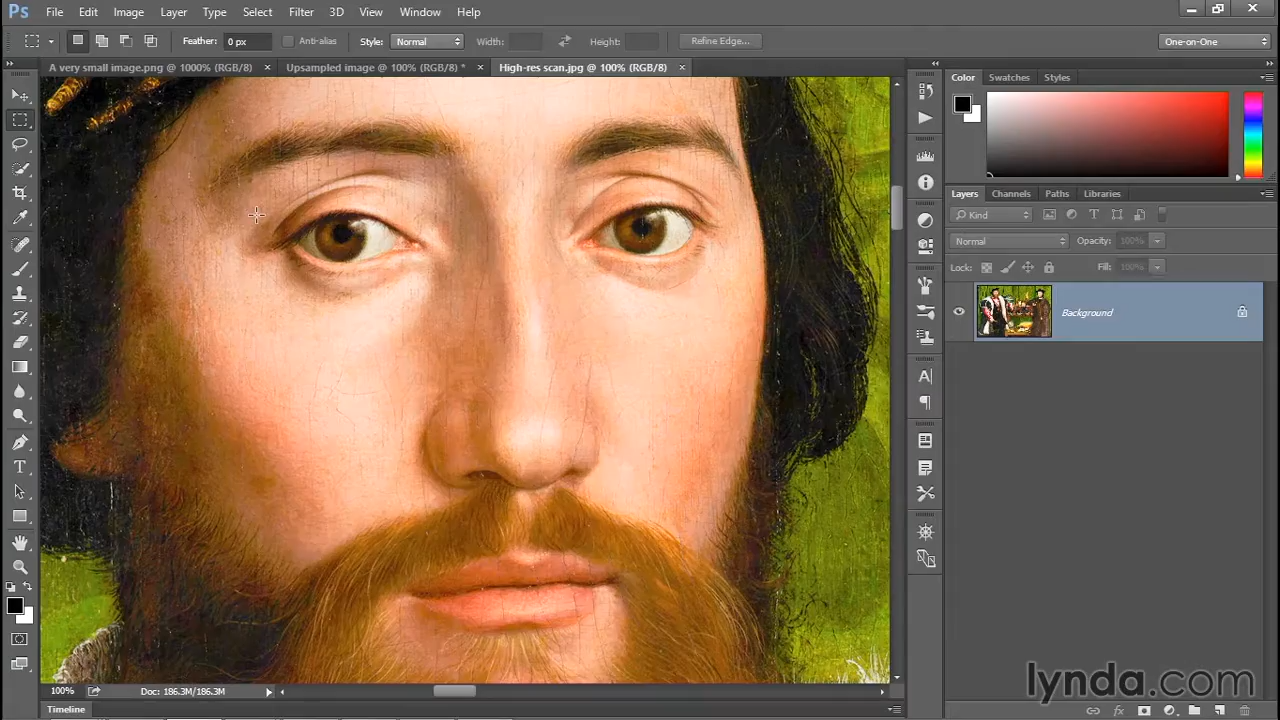 Ps File Edit Image Layer Type Select Filter 3D View Window Help
Feather: 0 px Anti-alias Style: Normal Width: Height: Refine Edge... One-on-One
A very small image.png @ 1000% (RGB/8) × Upsampled image @ 100% (RGB/8) * × High-res scan.jpg @ 100% (RGB/8) ×
Color Swatches Styles
Layers Channels Paths Libraries
Kind
Normal Opacity: 100%
Lock: Fill: 100%
Background
100% Doc: 186.3M/186.3M
Timeline
lynda.com